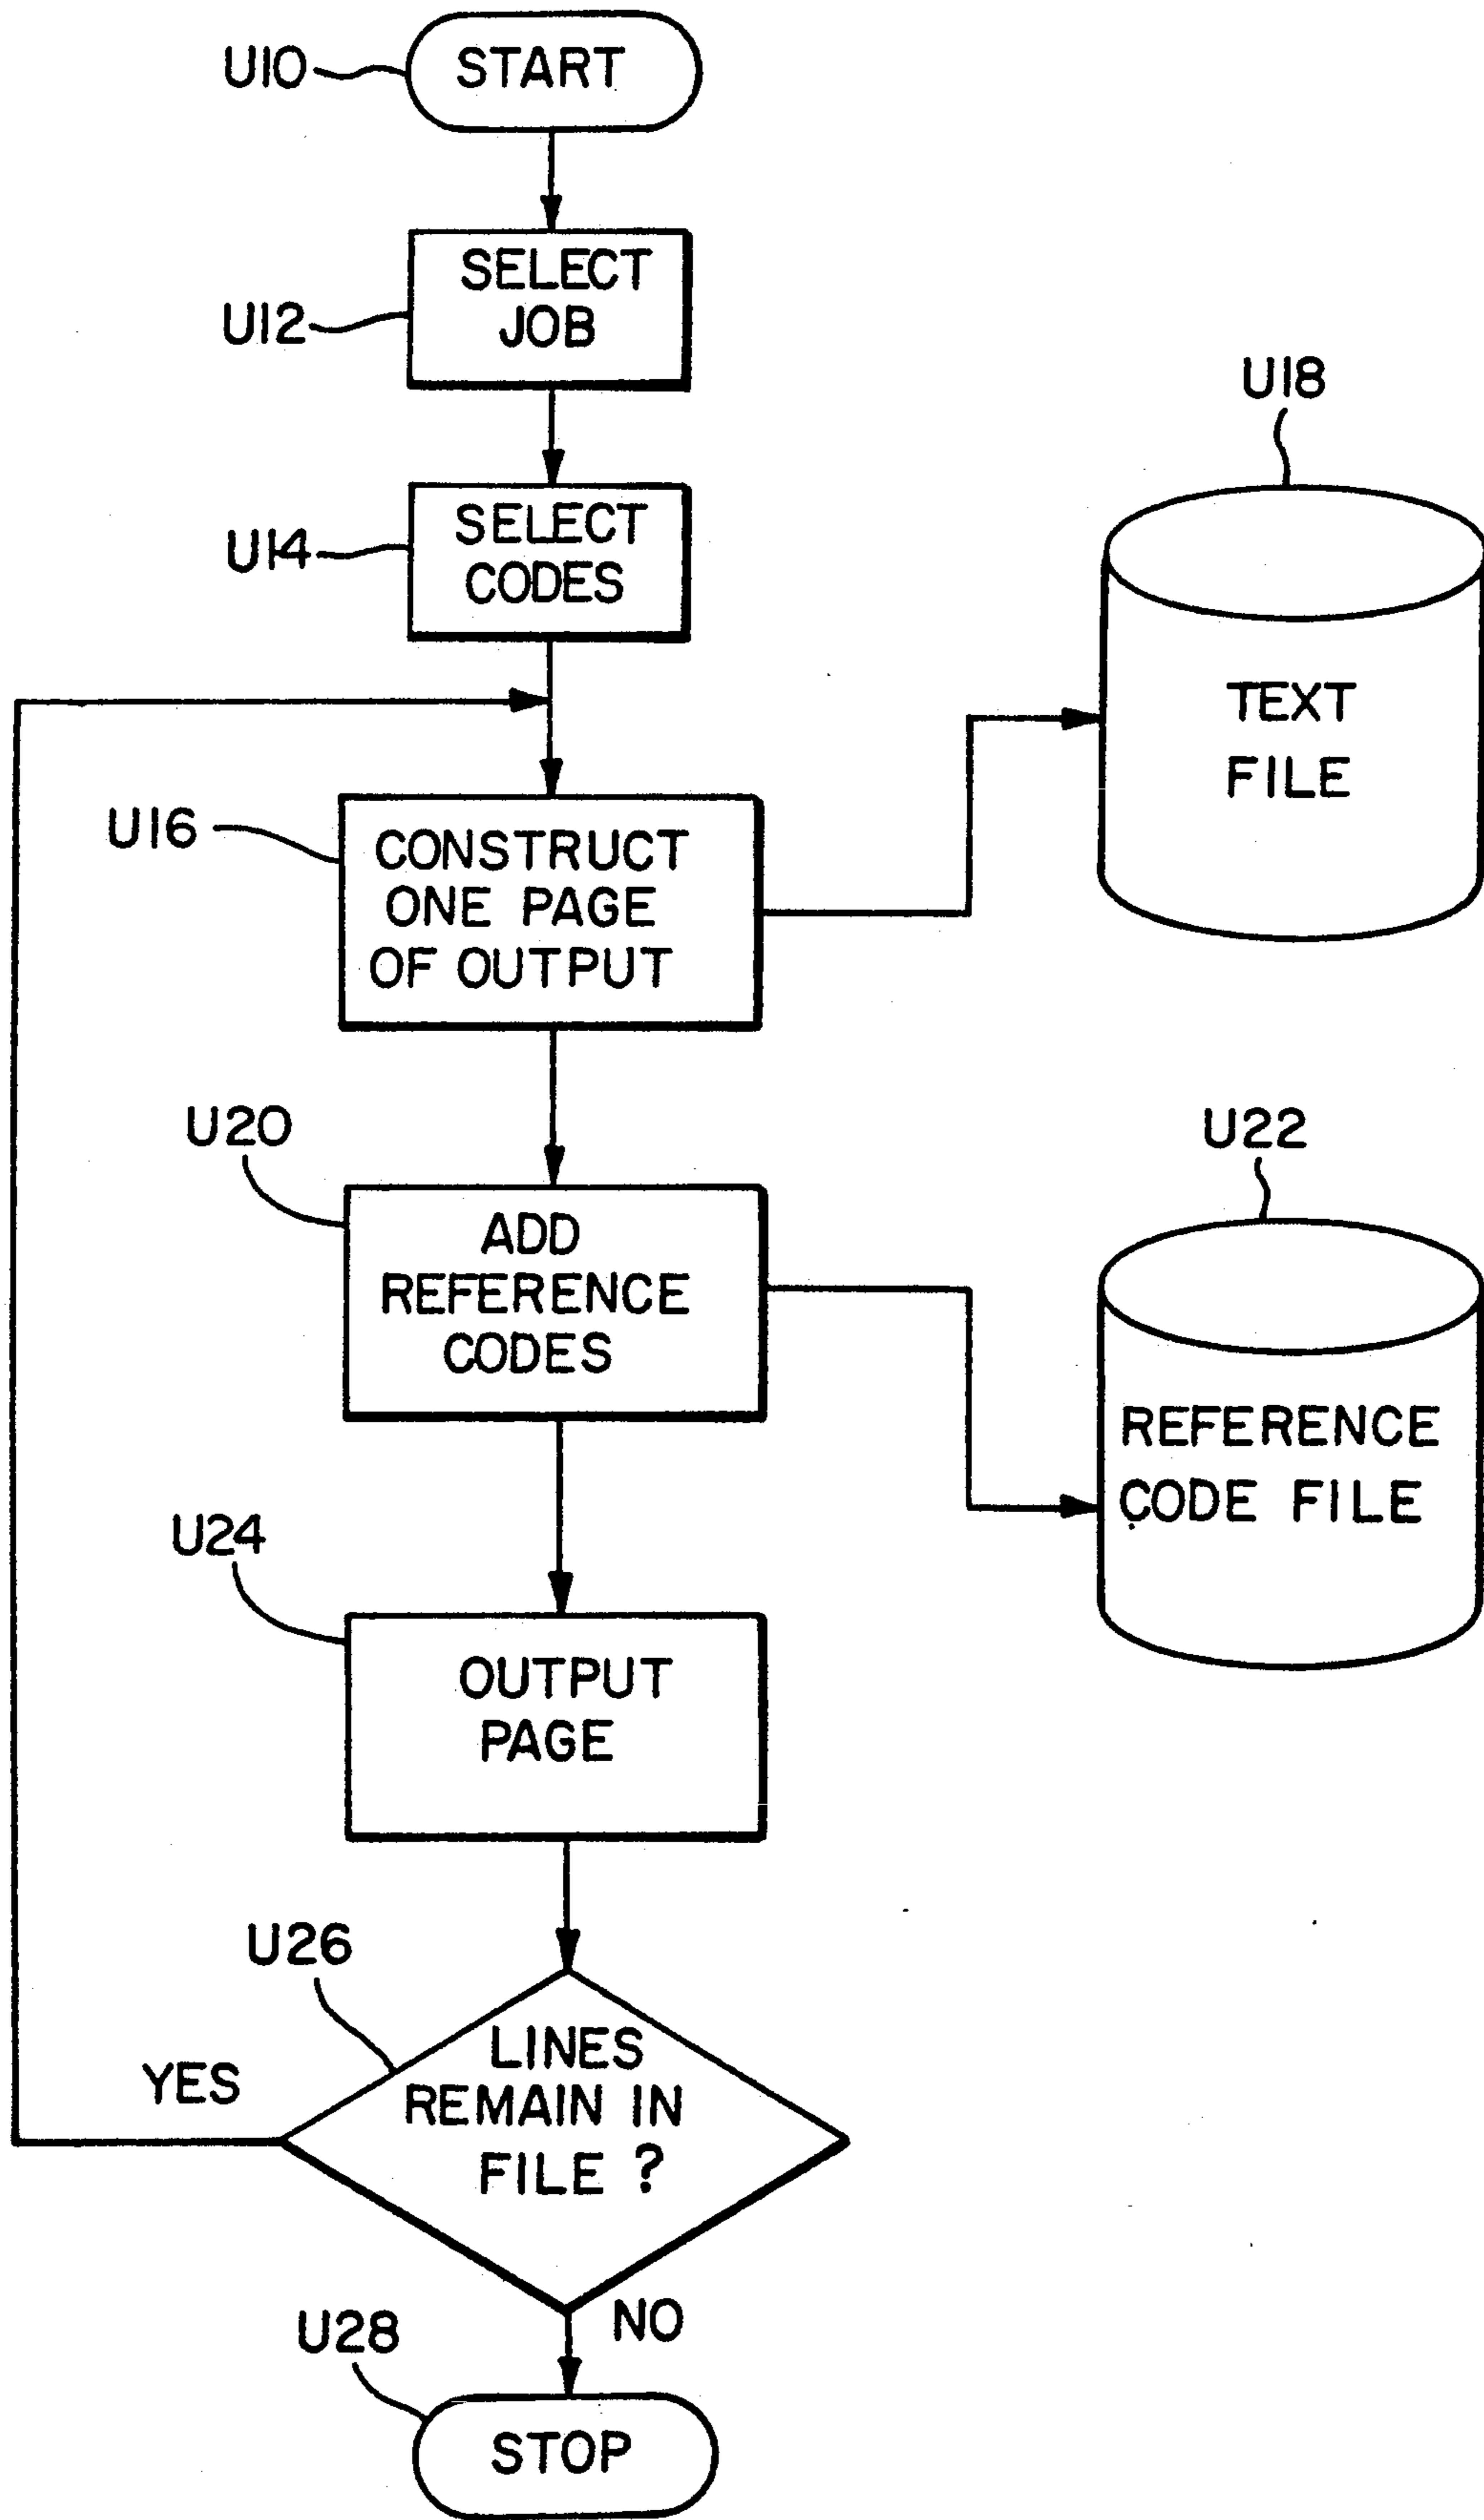 U10
START
U12
SELECT
JOB
U14
SELECT
CODES
U18
TEXT
FILE
U16
CONSTRUCT
ONE PAGE
OF OUTPUT
U20
ADD
REFERENCE
CODES
U22
REFERENCE
CODE FILE
U24
OUTPUT
PAGE
U26
LINES
REMAIN IN
FILE ?
YES
NO
U28
STOP